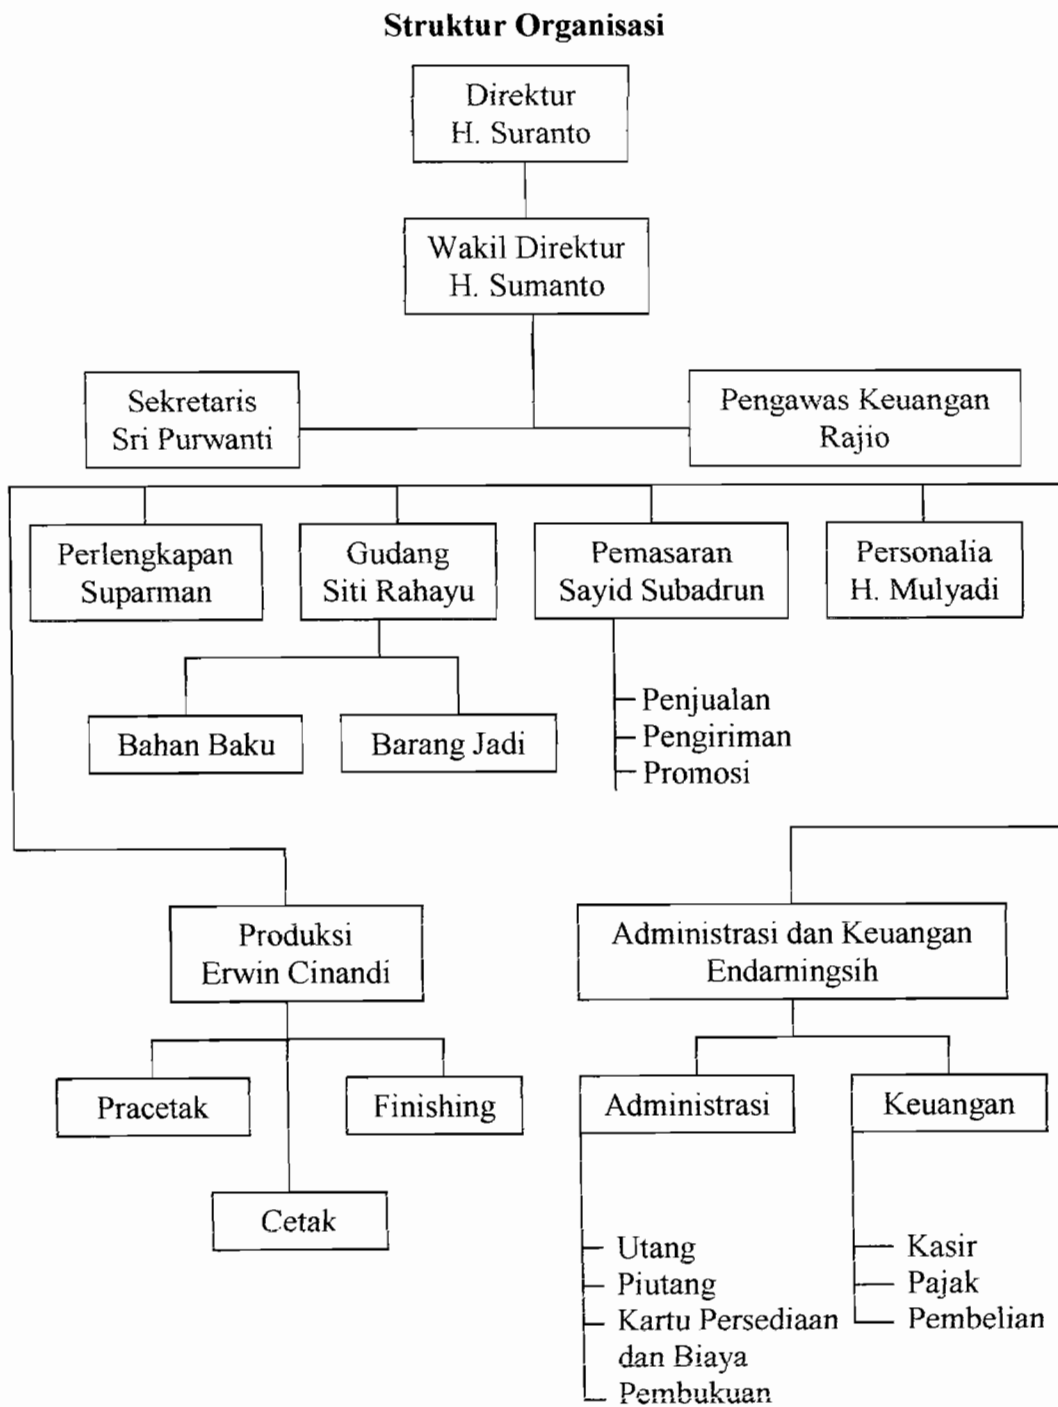 Struktur Organisasi
Direktur
H. Suranto
Wakil Direktur
H. Sumanto
Sekretaris
Sri Purwanti
Pengawas Keuangan
Rajio
Perlengkapan
Suparman
Gudang
Siti Rahayu
Pemasaran
Sayid Subadrun
Personalia
H. Mulyadi
Bahan Baku
Barang Jadi
Penjualan
Pengiriman
Promosi
Produksi
Erwin Cinandi
Administrasi dan Keuangan
Endarningsih
Pracetak
Finishing
Cetak
Administrasi
Keuangan
Utang
Piutang
Kartu Persediaan
dan Biaya
Pembukuan
Kasir
Pajak
Pembelian